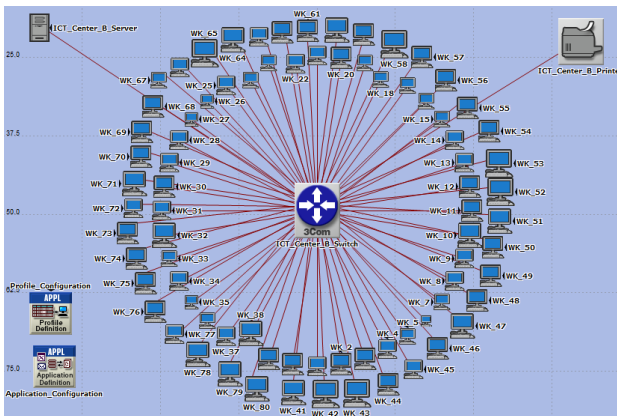 WK_61
WK_65
ICT_Center_B_Server
WK_64
WK_58
WK_57
25.0
WK_22
WK_20
ICT_Center_B_Printe
WK_67
WK_25
WK_18
WK_56
WK_68
WK_26
WK_55
WK_27
WK_15
37.5
WK_69
WK_28
WK_14
WK_54
WK_70
WK_29
WK_13
WK_53
WK_71
WK_30
WK_12
WK_52
WK_72
WK_31
WK_11
50.0
3Com
WK_51
WK_73
WK_32
WK_10
ICT_Center_B_Switch
WK_50
WK_74
WK_33
WK_9
WK_75
WK_34
WK_8
WK_49
Profile_Configuration
APPL
Profile
Definition
WK_35
WK_7
WK_48
WK_76
WK_38
WK_5
WK_47
WK_77
WK_4
WK_37
WK_2
WK_46
APPL
Application
Definition
75.0
WK_78
WK_45
WK_79
WK_44
Application_Configuration
WK_80
WK_41
WK_42
WK_43